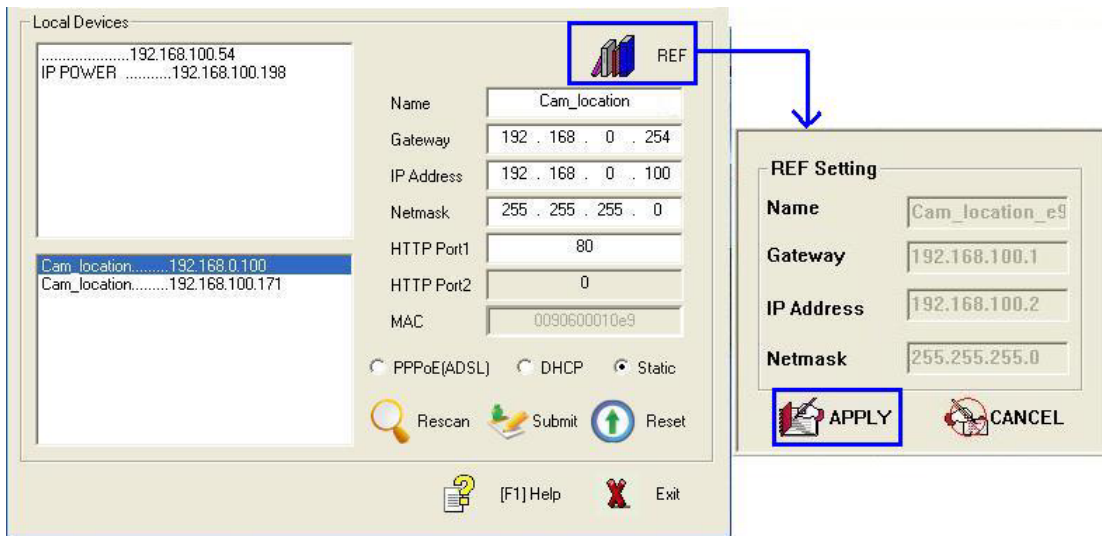 Local Devices
.....................192.168.100.54
IP POWER ...........192.168.100.198
Cam_location.........192.168.0.100
Cam_location.........192.168.100.171
REF
Name Cam_location
Gateway 192 . 168 . 0 . 254
IP Address 192 . 168 . 0 . 100
Netmask 255 . 255 . 255 . 0
HTTP Port1 80
HTTP Port2 0
MAC 0090600010e9
PPPoE(ADSL) DHCP Static
Rescan Submit Reset
[F1] Help Exit
REF Setting
Name Cam_location_e9
Gateway 192.168.100.1
IP Address 192.168.100.2
Netmask 255.255.255.0
APPLY CANCEL